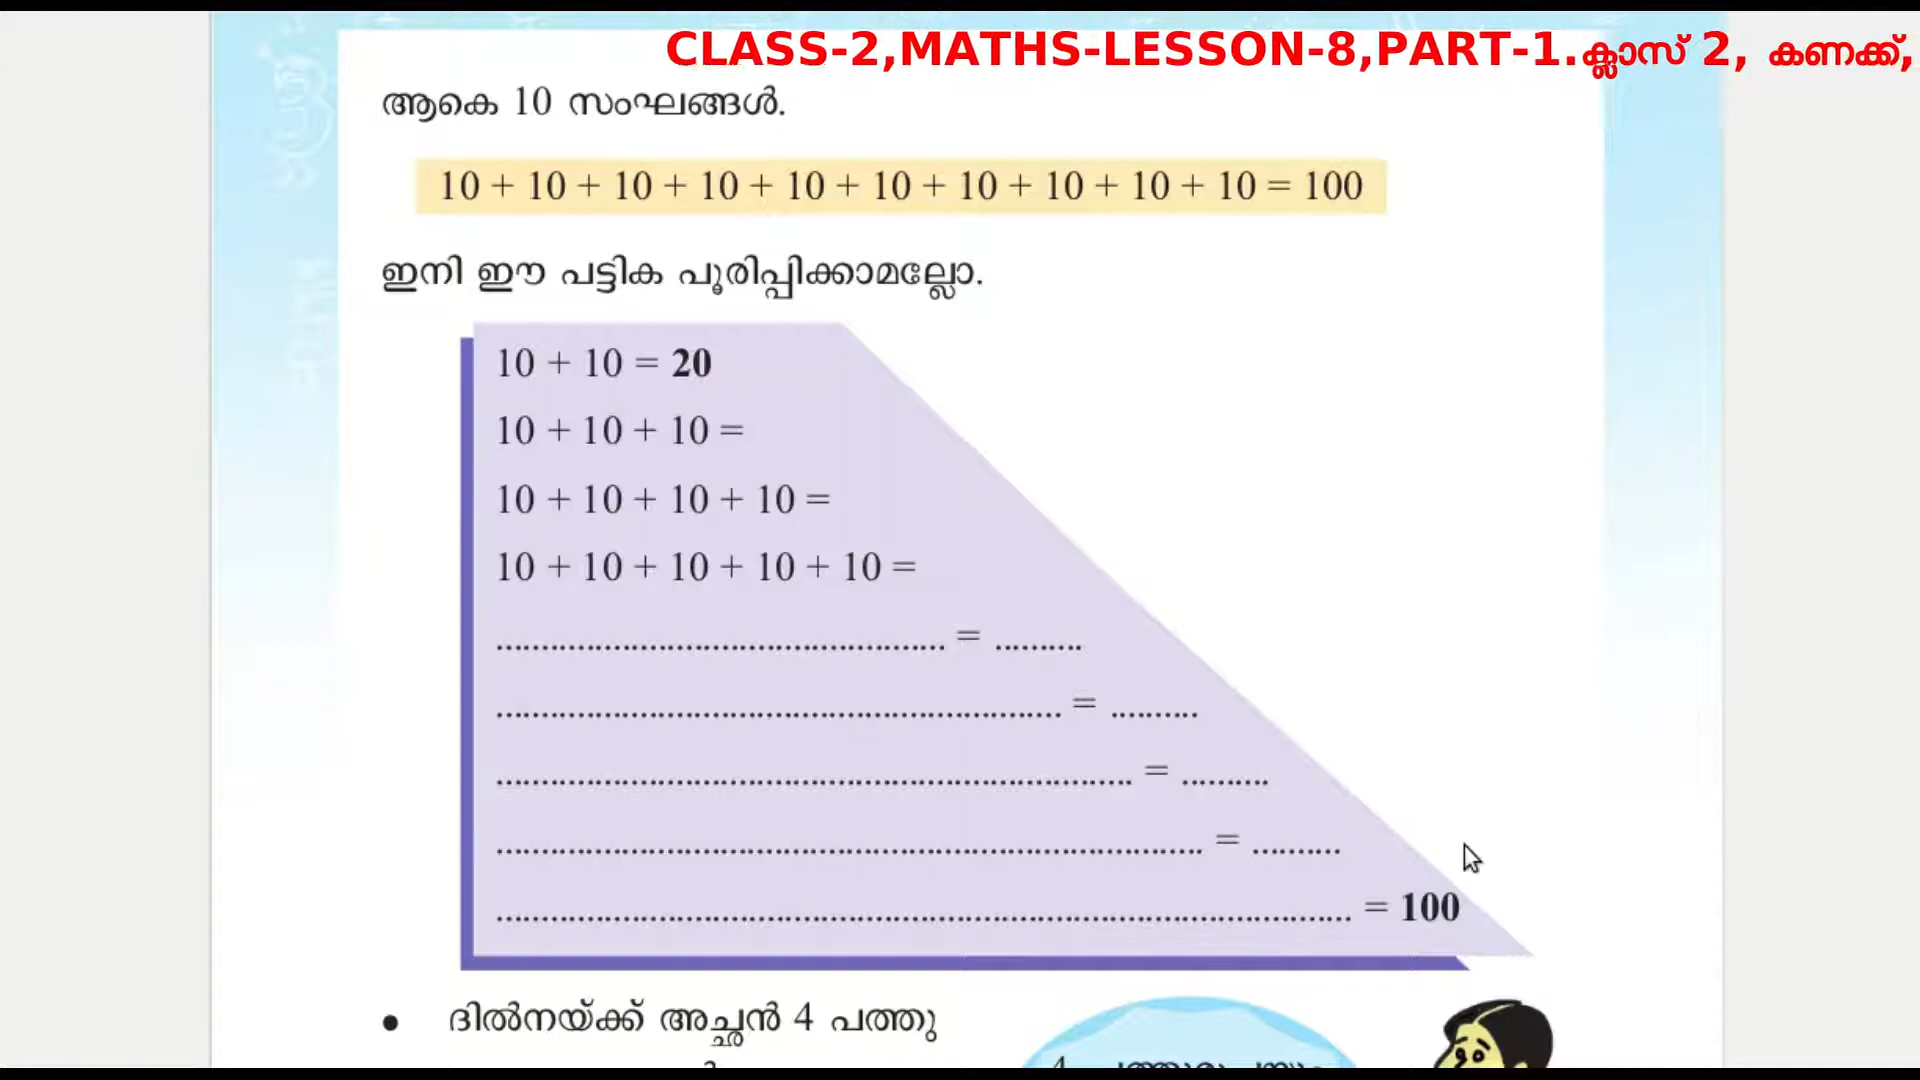 CLASS-2,MATHS-LESSON-8,PART-1.ക്ലാസ് 2, കണക്ക്,
ആകെ 10 സംഘങ്ങൾ.
10 + 10 + 10 + 10 + 10 + 10 + 10 + 10 + 10 + 10 = 100
ഇനി ഈ പട്ടിക പൂരിപ്പിക്കാമല്ലോ.
10 + 10 = 20
10 + 10 + 10 =
10 + 10 + 10 + 10 =
10 + 10 + 10 + 10 + 10 =
.................................................. = ..........
............................................................... = ..........
....................................................................... = ..........
............................................................................... = ..........
................................................................................................ = 100
• ദിൽനയ്ക്ക് അച്ഛൻ 4 പത്തു
4